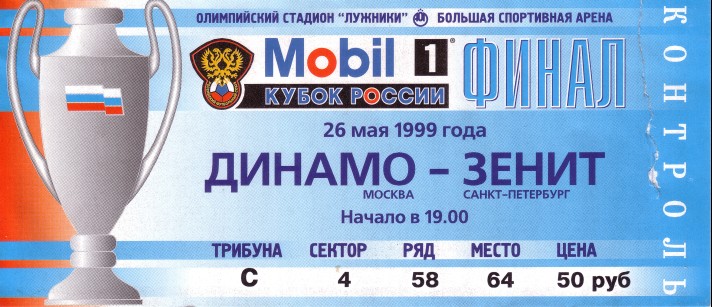 ОЛИМПИЙСКИЙ СТАДИОН "ЛУЖНИКИ" БОЛЬШАЯ СПОРТИВНАЯ АРЕНА
Mobil 1®
КУБОК РОССИИ
ФИНАЛ
26 мая 1999 года
ДИНАМО – ЗЕНИТ
МОСКВА САНКТ–ПЕТЕРБУРГ
Начало в 19.00
ТРИБУНА СЕКТОР РЯД МЕСТО ЦЕНА
С 4 58 64 50 руб
КОНТРОЛЬ